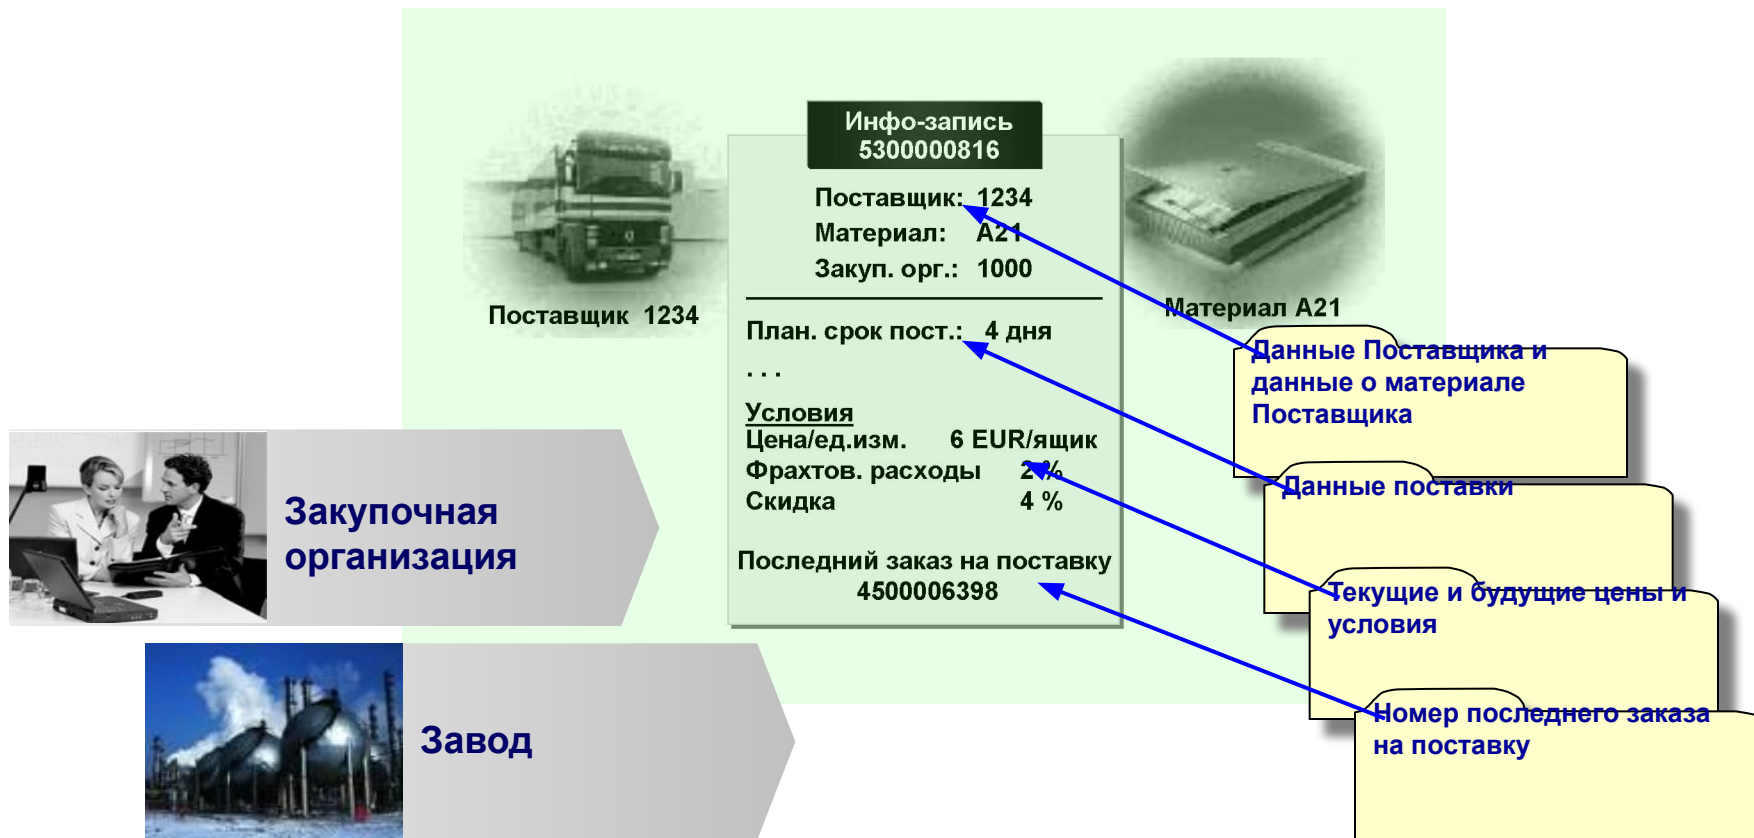 Инфо-запись
5300000816
Поставщик: 1234
Материал: A21
Закуп. орг.: 1000
Поставщик 1234
Материал A21
План. срок пост.: 4 дня
. . .
Условия
Цена/ед.изм. 6 EUR/ящик
Фрахтов. расходы 2 %
Скидка 4 %
Последний заказ на поставку
4500006398
Данные Поставщика и
данные о материале
Поставщика
Данные поставки
Текущие и будущие цены и
условия
Номер последнего заказа
на поставку
Закупочная
организация
Завод